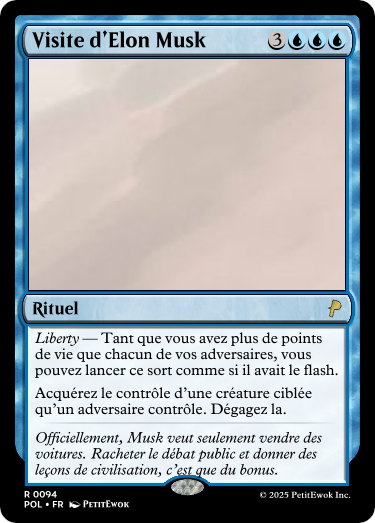 Visite d'Elon Musk 3
Rituel
Liberty — Tant que vous avez plus de points
de vie que chacun de vos adversaires, vous
pouvez lancer ce sort comme si il avait le flash.
Acquérez le contrôle d'une créature ciblée
qu'un adversaire contrôle. Dégagez la.
Officiellement, Musk veut seulement vendre des
voitures. Racheter le débat public et donner des
leçons de civilisation, c'est que du bonus.
R 0094
POL • FR PetitEwok
© 2025 PetitEwok Inc.